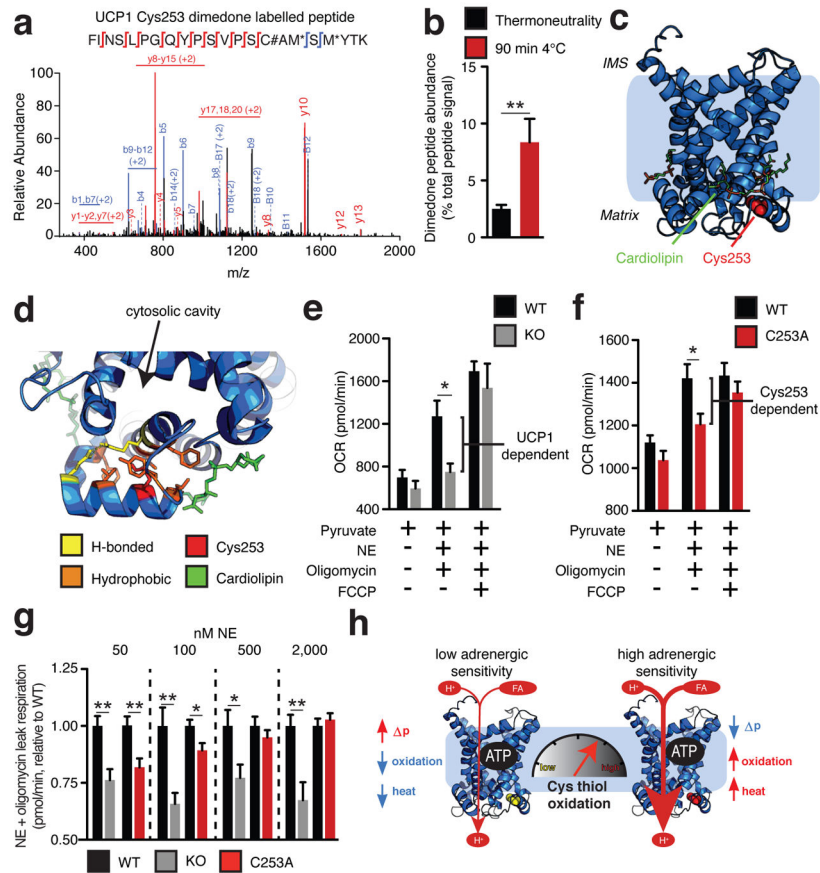 a
UCP1 Cys253 dimedone labelled peptide
FINSLPGQYPSVPSC#AM*SM*YTK
y8-y15 (+2)
y17,18,20 (+2)
y10
b5
b9
b6
B12
b9-b12
(+2)
b8
B17 (+2)
b1,b7(+2)
y1-y2,y7(+2)
y3
b4
y4
b14(+2)
y5
b7
b18(+2)
B18 (+2)
y8
B10
B11
y12
y13
Relative Abundance
100
80
60
40
20
0
400
800
1200
1600
2000
m/z
b
Thermoneutrality
90 min 4°C
**
Dimedone peptide abundance
(% total peptide signal)
15
10
5
0
c
IMS
Matrix
Cardiolipin
Cys253
d
cytosolic cavity
H-bonded
Cys253
Hydrophobic
Cardiolipin
e
WT
KO
OCR (pmol/min)
2000
1600
1200
800
400
*
UCP1
dependent
Pyruvate + + +
NE - + +
Oligomycin - + +
FCCP +
f
WT
C253A
OCR (pmol/min)
1600
1400
1200
1000
800
*
Cys253
dependent
Pyruvate + + +
NE - + +
Oligomycin - + +
FCCP +
g
nM NE
50 100 500 2,000
NE + oligomycin leak respiration
(pmol/min, relative to WT)
1.25
1.00
0.75
0.50
** ** ** * * **
WT KO C253A
h
low adrenergic
sensitivity
high adrenergic
sensitivity
H⁺ FA H⁺ FA
Δp
oxidation
heat
ATP
low high
Cys thiol
oxidation
ATP
Δp
oxidation
heat
H⁺ H⁺